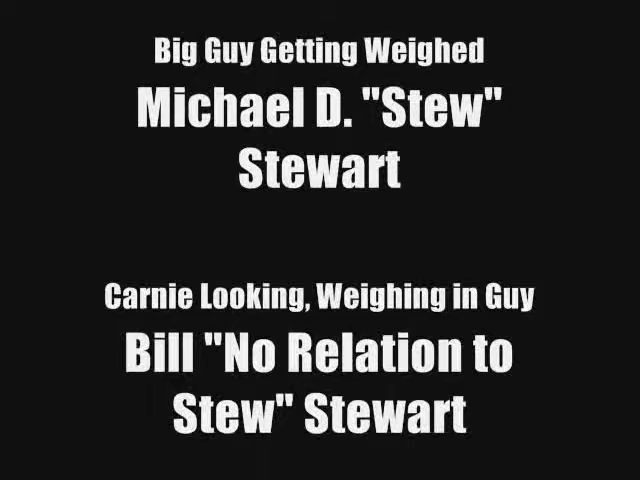 Big Guy Getting Weighed
Michael D. "Stew"
Stewart
Carnie Looking, Weighing in Guy
Bill "No Relation to
Stew" Stewart